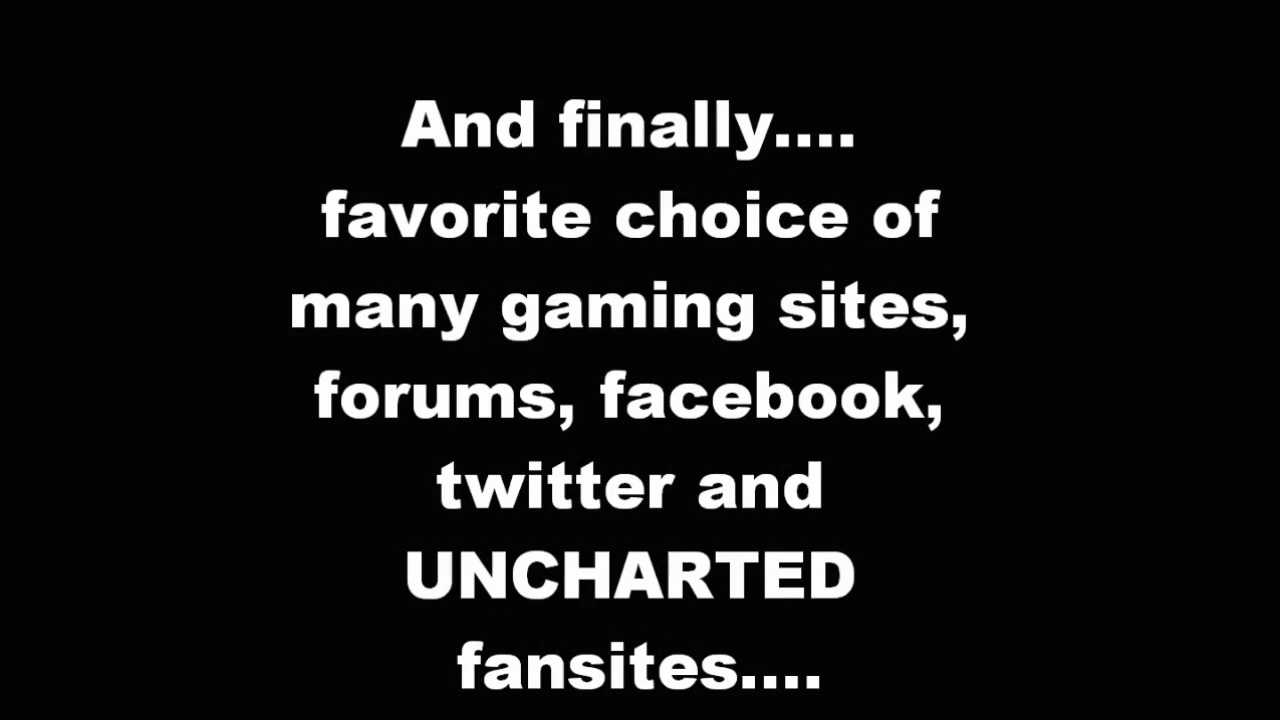 And finally....
favorite choice of
many gaming sites,
forums, facebook,
twitter and
UNCHARTED
fansites....